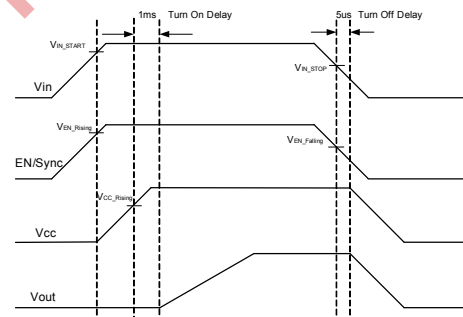 1ms Turn On Delay
5us Turn Off Delay
VIN_START
VIN_STOP
Vin
VEN_Rising
VEN_Falling
EN/Sync
VCC_Rising
Vcc
Vout